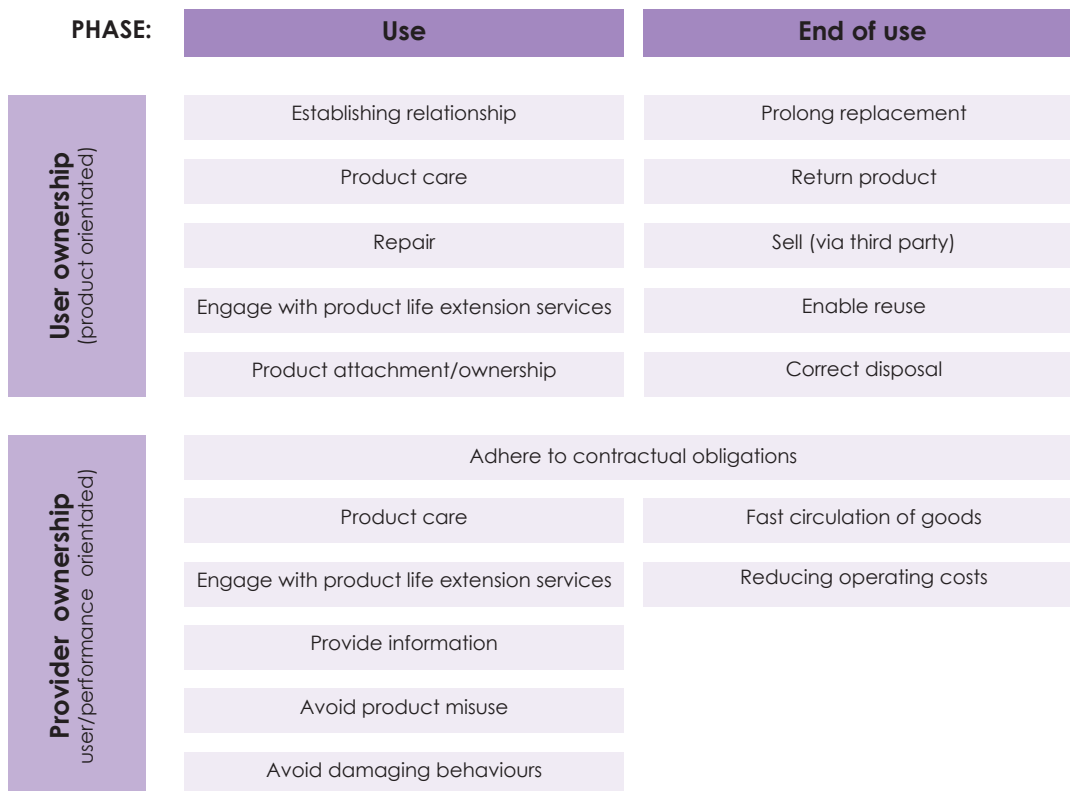 PHASE:
Use
End of use
User ownership
(product orientated)
Establishing relationship
Prolong replacement
Product care
Return product
Repair
Sell (via third party)
Engage with product life extension services
Enable reuse
Product attachment/ownership
Correct disposal
Provider ownership
user/performance orientated)
Adhere to contractual obligations
Product care
Fast circulation of goods
Engage with product life extension services
Reducing operating costs
Provide information
Avoid product misuse
Avoid damaging behaviours